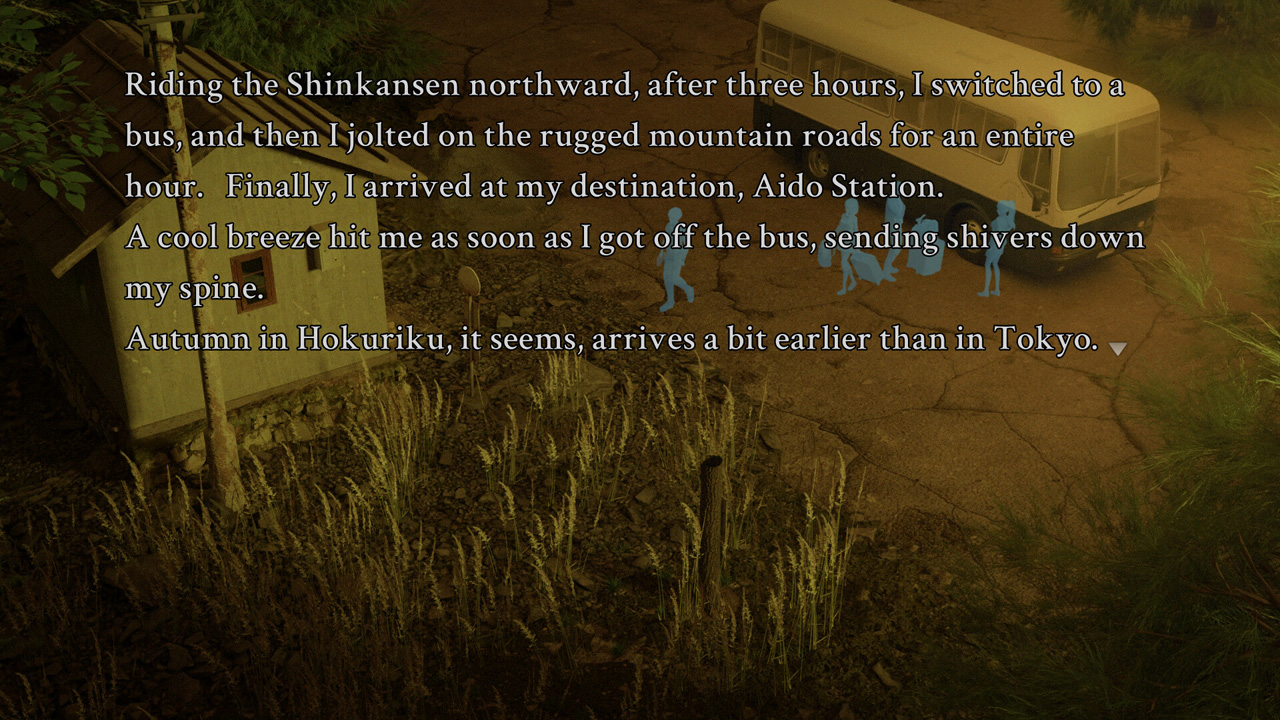 Riding the Shinkansen northward, after three hours, I switched to a
bus, and then I jolted on the rugged mountain roads for an entire
hour.  Finally, I arrived at my destination, Aido Station.
A cool breeze hit me as soon as I got off the bus, sending shivers down
my spine.
Autumn in Hokuriku, it seems, arrives a bit earlier than in Tokyo.